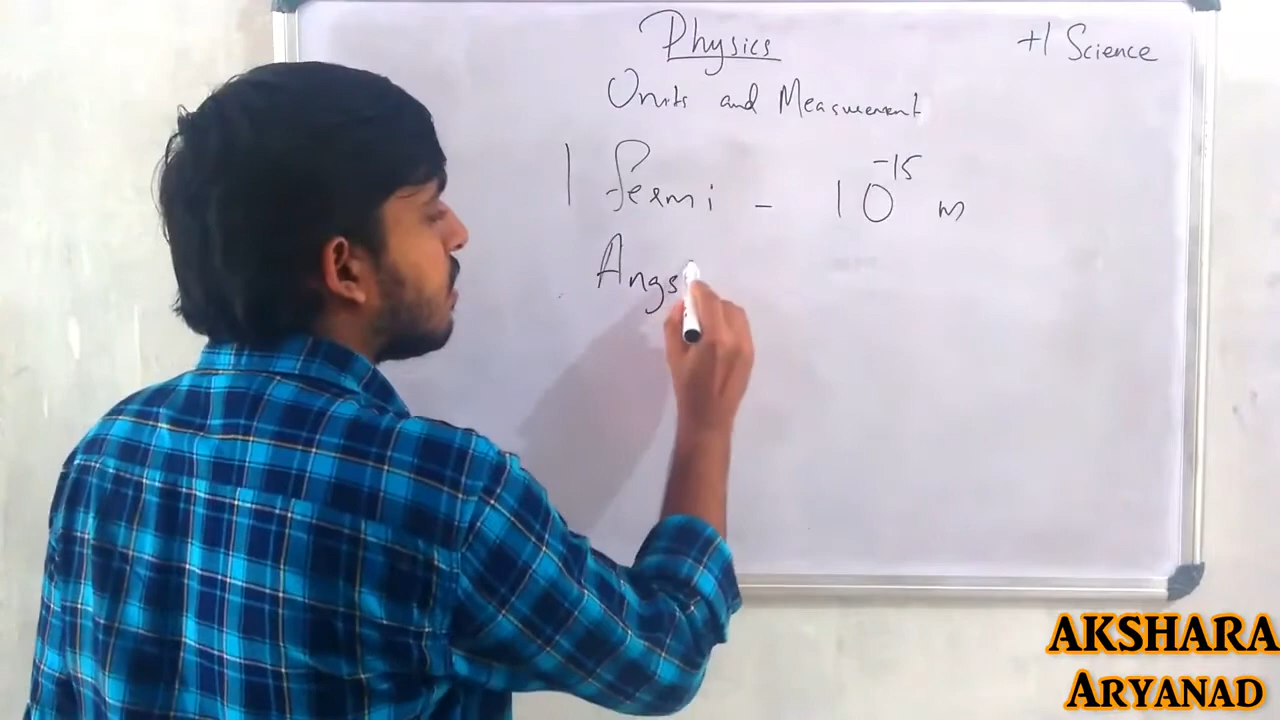 Physics
+1 Science
Units and Measurement
1 fermi - 10⁻¹⁵ m
Angs
AKSHARA
ARYANAD